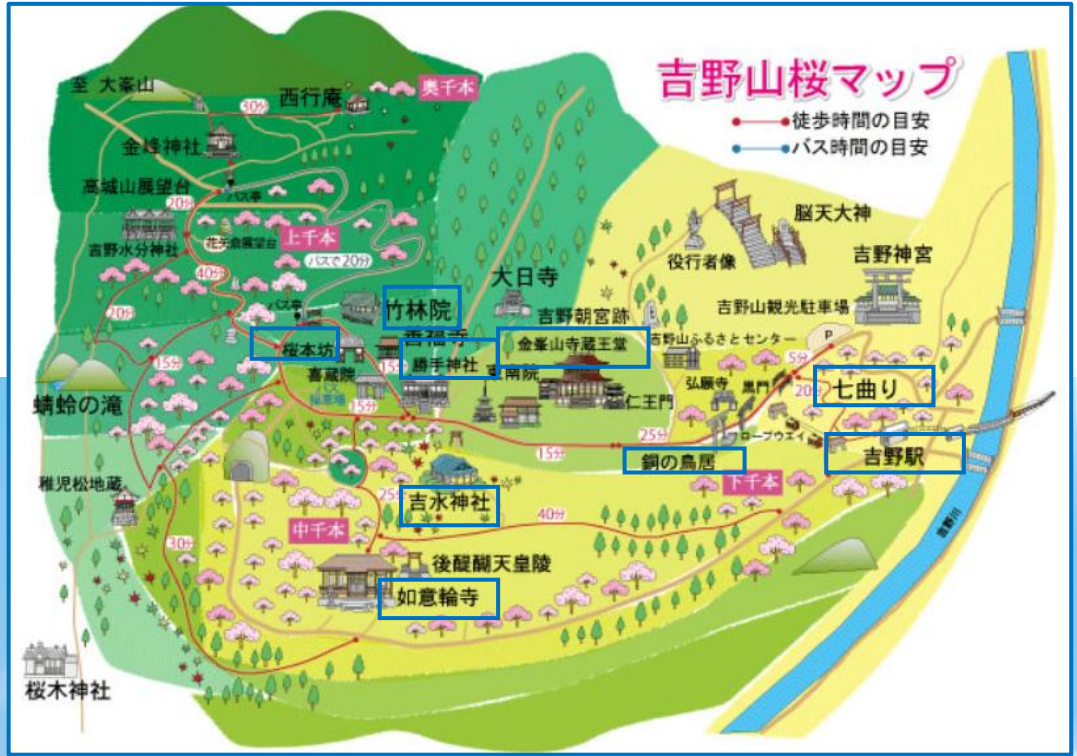 吉野山桜マップ
徒歩時間の目安
バス時間の目安
至 大峯山
西行庵
奥千本
30分
金峰神社
高城山展望台
バス亭
20分
吉野水分神社
花矢倉展望台
上千本
バスで20分
40分
20分
15分
バス亭
竹林院
桜本坊
喜蔵院
駐車場
勝手神社
15分
東南院
大日寺
吉野朝宮跡
金峯山寺蔵王堂
仁王門
役行者像
脳天大神
吉野神宮
吉野山観光駐車場
P
吉野山ふるさとセンター
5分
弘願寺
黒門
七曲り
ロープウエイ
25分
15分
銅の鳥居
吉野駅
吉野川
下千本
蜻蛉の滝
稚児松地蔵
30分
吉水神社
中千本
40分
後醍醐天皇陵
如意輪寺
桜木神社